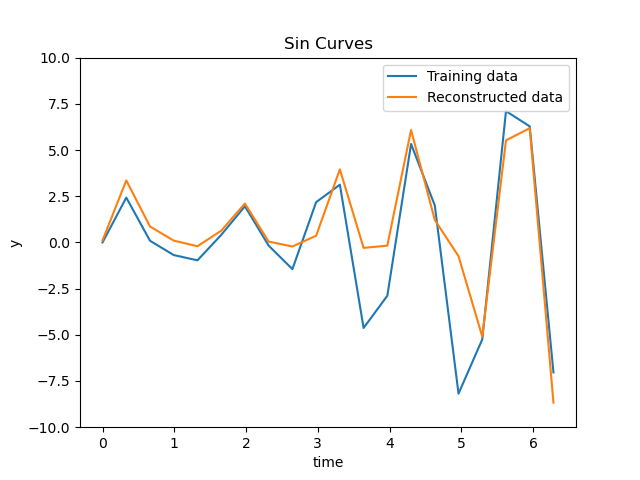 Sin Curves
Training data
Reconstructed data
y
10.0
7.5
5.0
2.5
0.0
−2.5
−5.0
−7.5
−10.0
0 1 2 3 4 5 6
time